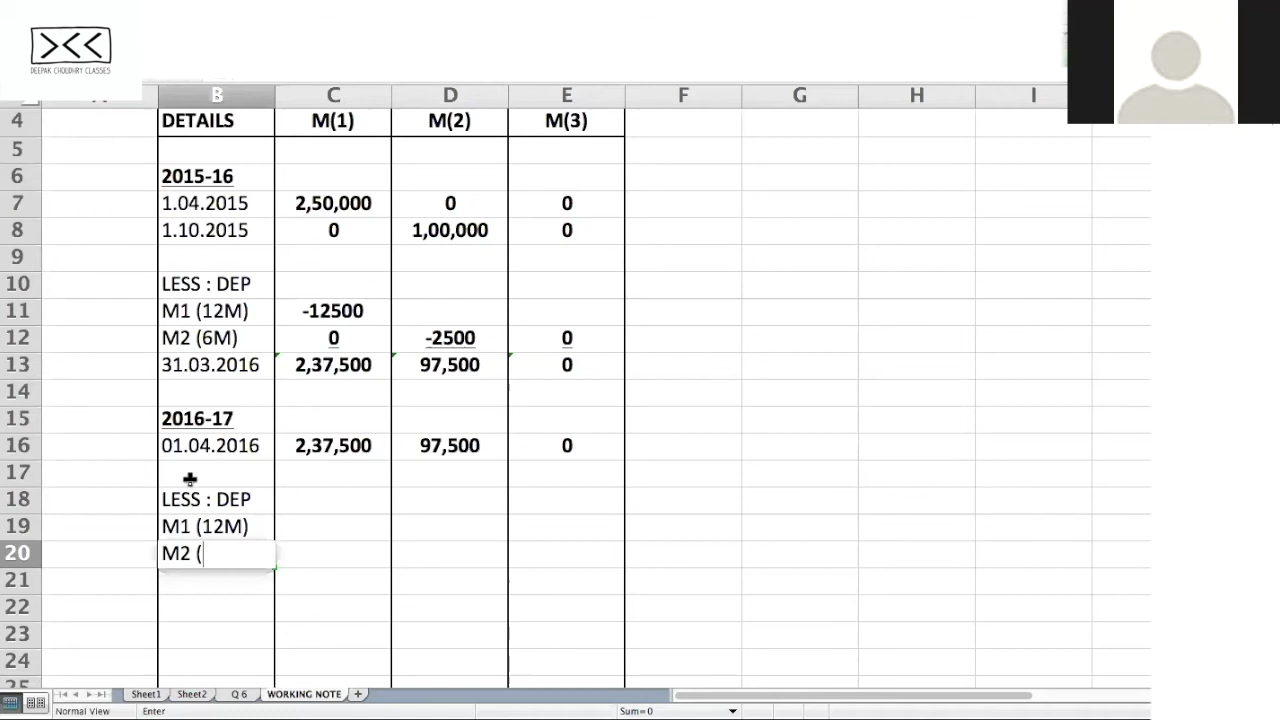 DEEPAK CHOUDHRY CLASSES
B C D E F G H I
4 DETAILS M(1) M(2) M(3)
5
6 2015-16
7 1.04.2015 2,50,000 0 0
8 1.10.2015 0 1,00,000 0
9
10 LESS : DEP
11 M1 (12M) -12500
12 M2 (6M) 0 -2500 0
13 31.03.2016 2,37,500 97,500 0
14
15 2016-17
16 01.04.2016 2,37,500 97,500 0
17
18 LESS : DEP
19 M1 (12M)
20 M2 (
21
22
23
24
25
Sheet1 Sheet2 Q 6 WORKING NOTE +
Normal View Enter Sum=0